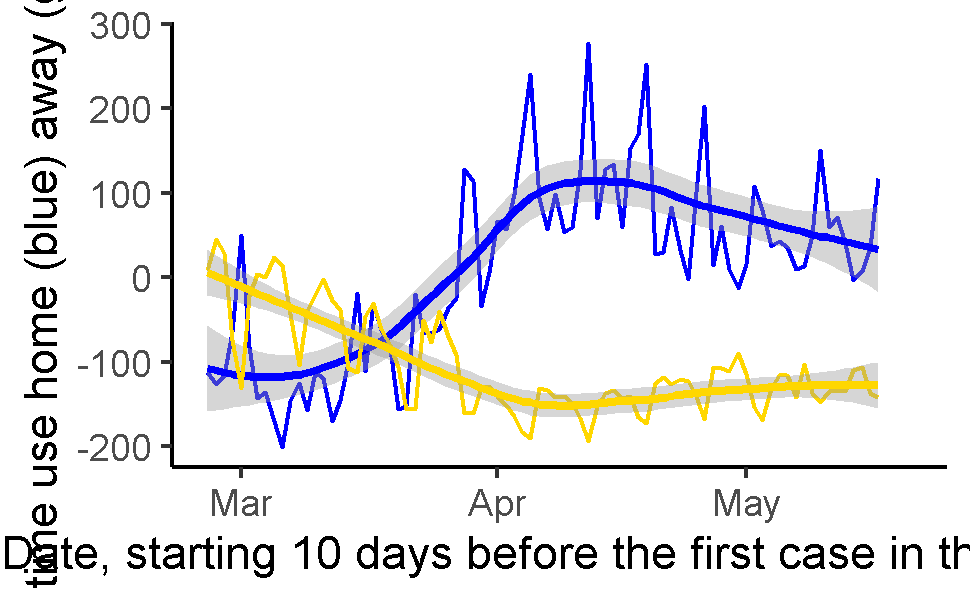 time use home (blue) away (
300
200
100
0
-100
-200
Mar
Apr
May
Date, starting 10 days before the first case in th